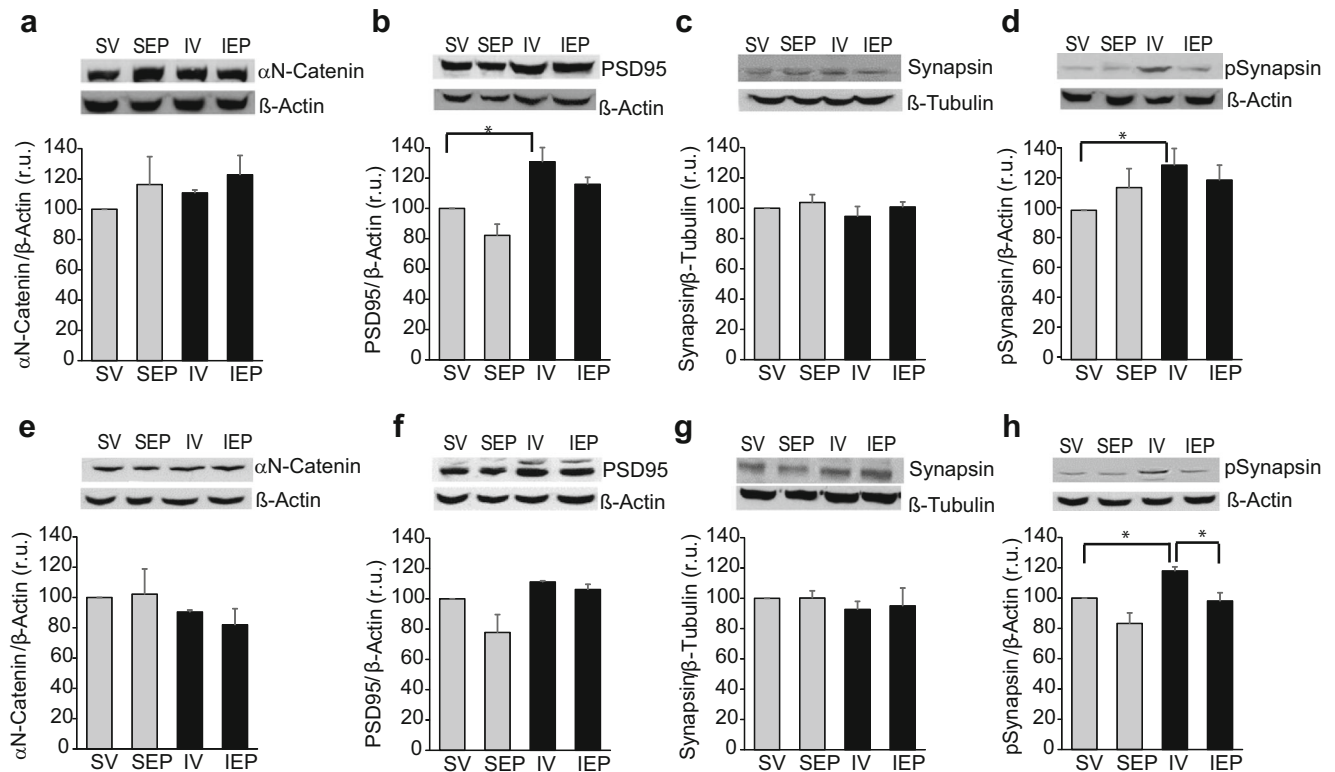 a
SV SEP IV IEP
αN-Catenin
ß-Actin
αN-Catenin/β-Actin (r.u.)
140
120
100
80
60
40
20
0
SV SEP IV IEP
b
SV SEP IV IEP
PSD95
ß-Actin
PSD95/β-Actin (r.u.)
140
120
100
80
60
40
20
0
*
SV SEP IV IEP
c
SV SEP IV IEP
Synapsin
ß-Tubulin
Synapsin/β-Tubulin (r.u.)
140
120
100
80
60
40
20
0
SV SEP IV IEP
d
SV SEP IV IEP
pSynapsin
ß-Actin
pSynapsin/β-Actin (r.u.)
140
120
100
80
60
40
20
0
*
SV SEP IV IEP
e
SV SEP IV IEP
αN-Catenin
ß-Actin
αN-Catenin/β-Actin (r.u.)
140
120
100
80
60
40
20
0
SV SEP IV IEP
f
SV SEP IV IEP
PSD95
ß-Actin
PSD95/β-Actin (r.u.)
140
120
100
80
60
40
20
0
SV SEP IV IEP
g
SV SEP IV IEP
Synapsin
ß-Tubulin
Synapsin/β-Tubulin (r.u.)
140
120
100
80
60
40
20
0
SV SEP IV IEP
h
SV SEP IV IEP
pSynapsin
ß-Actin
pSynapsin/β-Actin (r.u.)
140
120
100
80
60
40
20
0
* *
SV SEP IV IEP